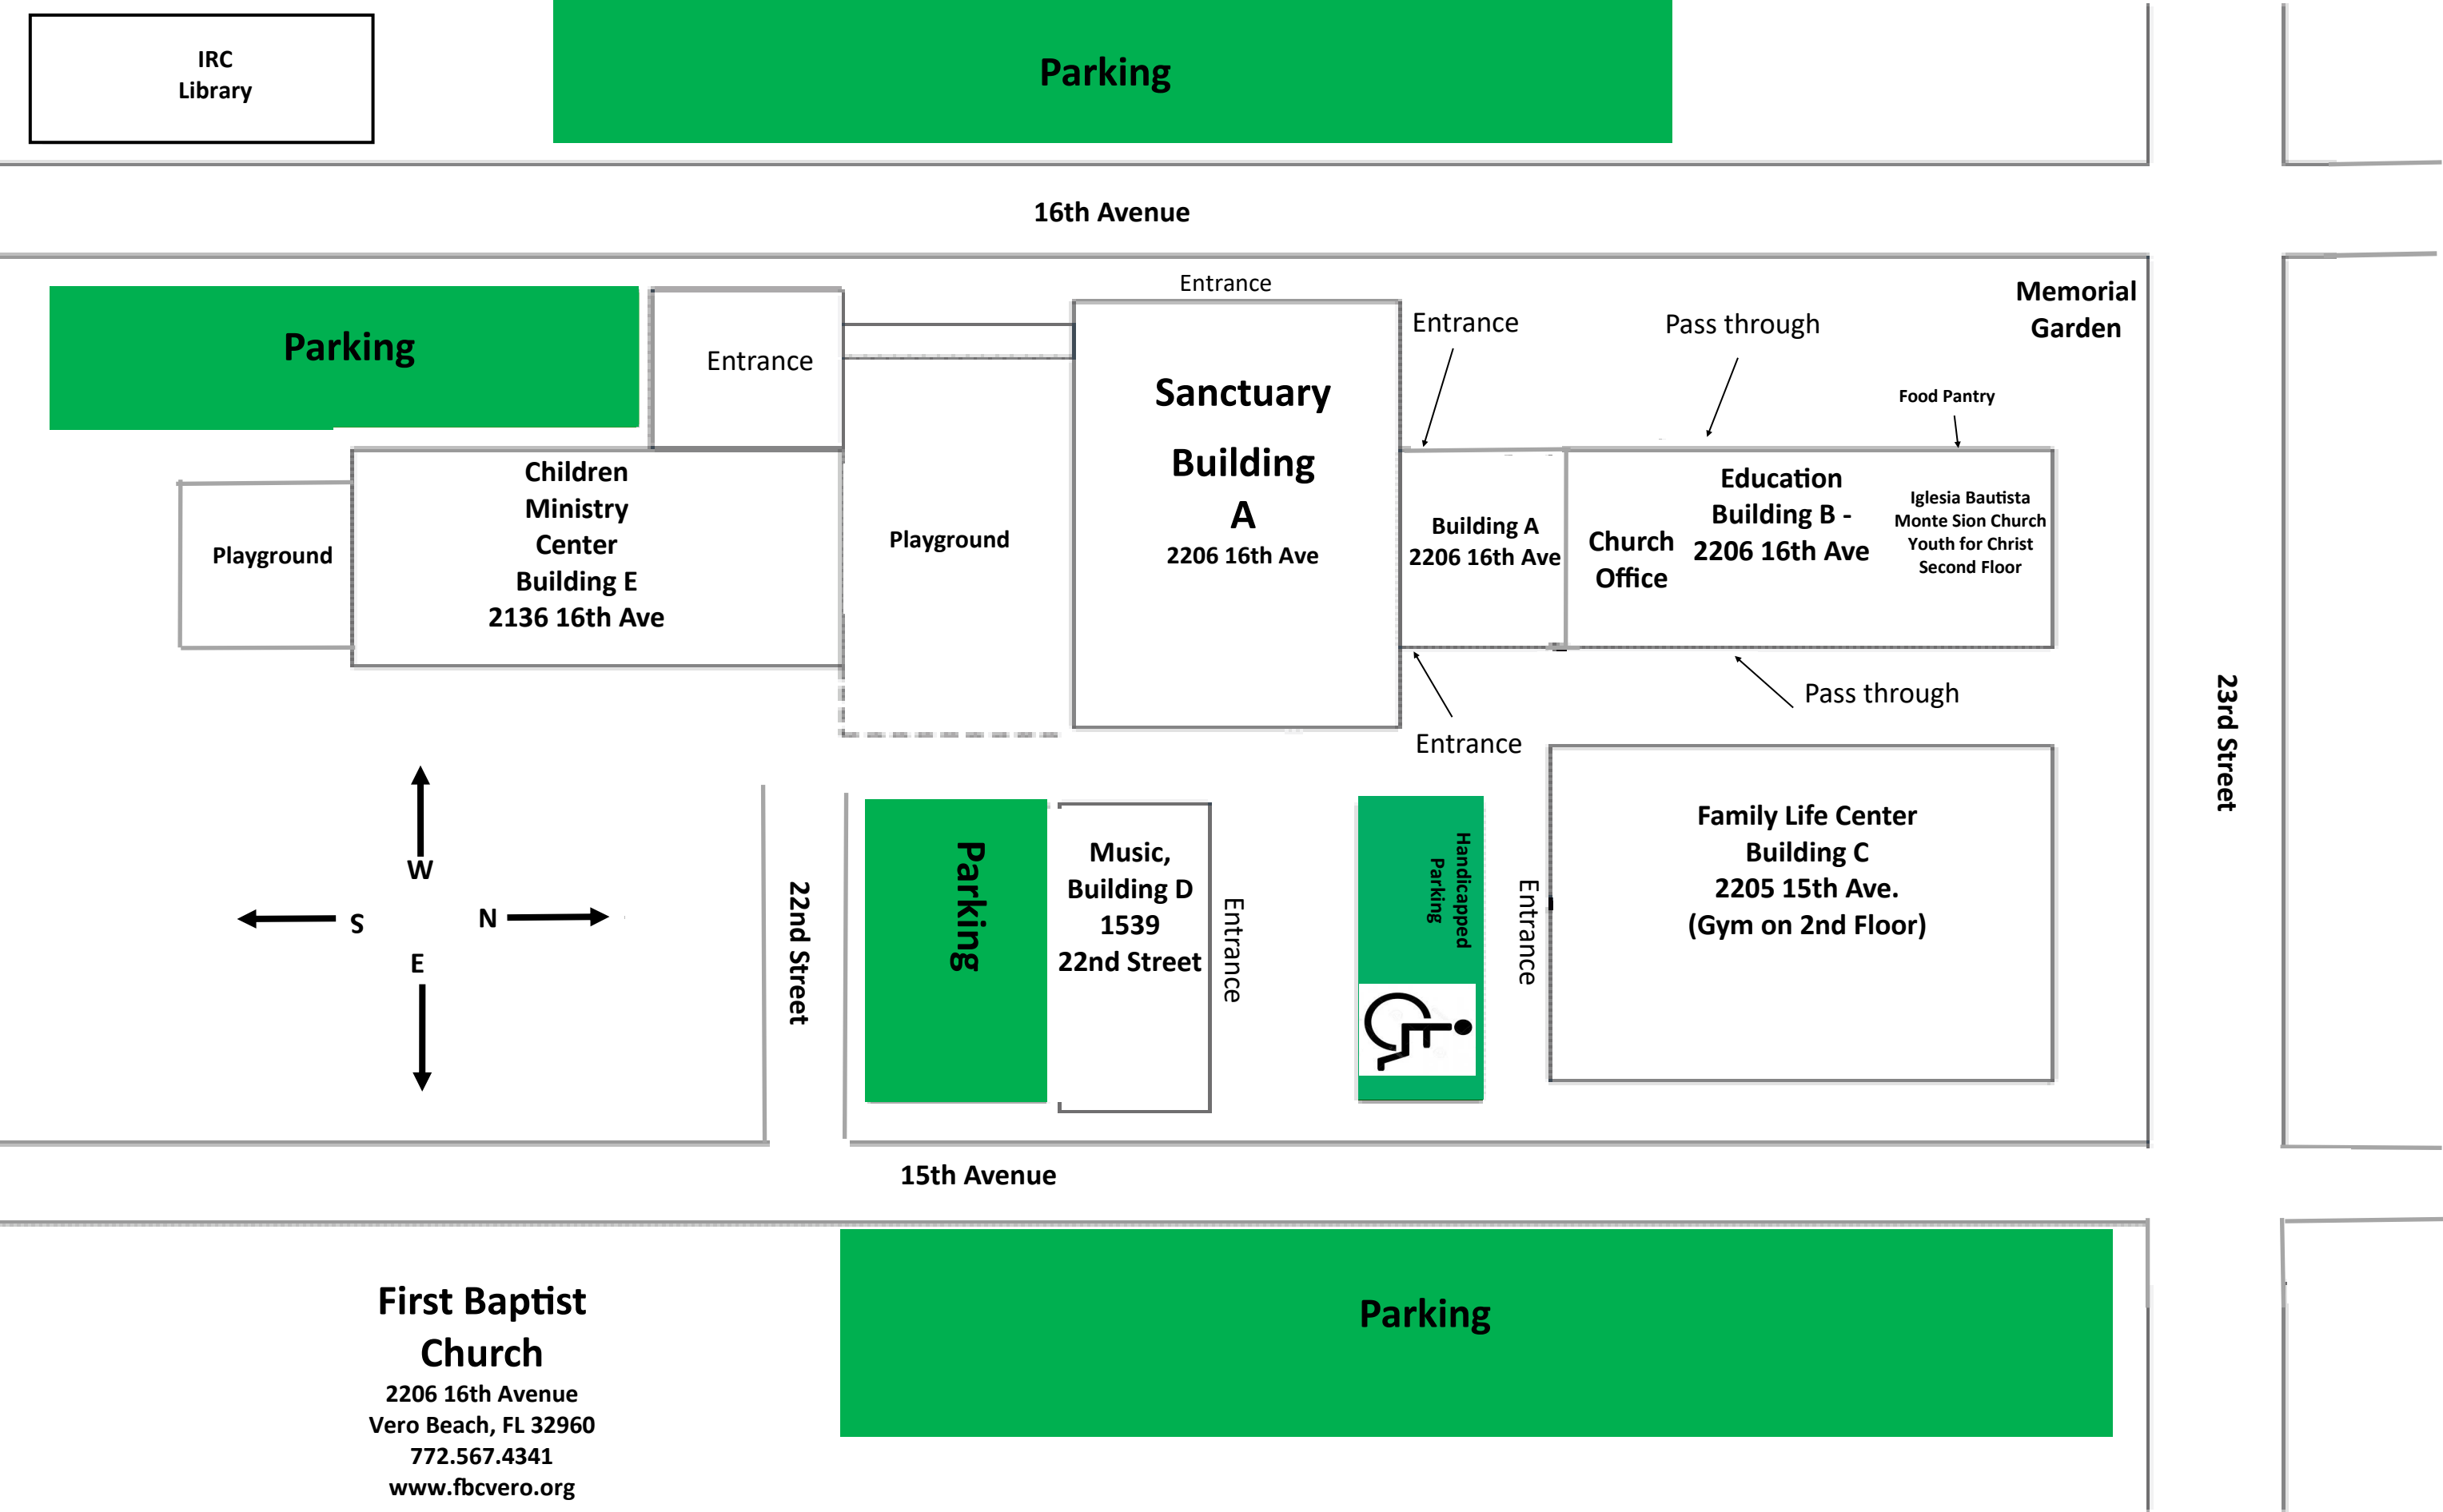 IRC
Library
Parking
16th Avenue
Entrance
Memorial
Garden
Parking
Entrance
Entrance
Pass through
Food Pantry
Sanctuary
Building
A
2206 16th Ave
Playground
Children
Ministry
Center
Building E
2136 16th Ave
Playground
Building A
2206 16th Ave
Church
Office
Education
Building B -
2206 16th Ave
Iglesia Bautista
Monte Sion Church
Youth for Christ
Second Floor
Pass through
Entrance
23rd Street
W
S
N
E
22nd Street
Parking
Music,
Building D
1539
22nd Street
Entrance
Handicapped
Parking
Entrance
Family Life Center
Building C
2205 15th Ave.
(Gym on 2nd Floor)
15th Avenue
Parking
First Baptist
Church
2206 16th Avenue
Vero Beach, FL 32960
772.567.4341
www.fbcvero.org